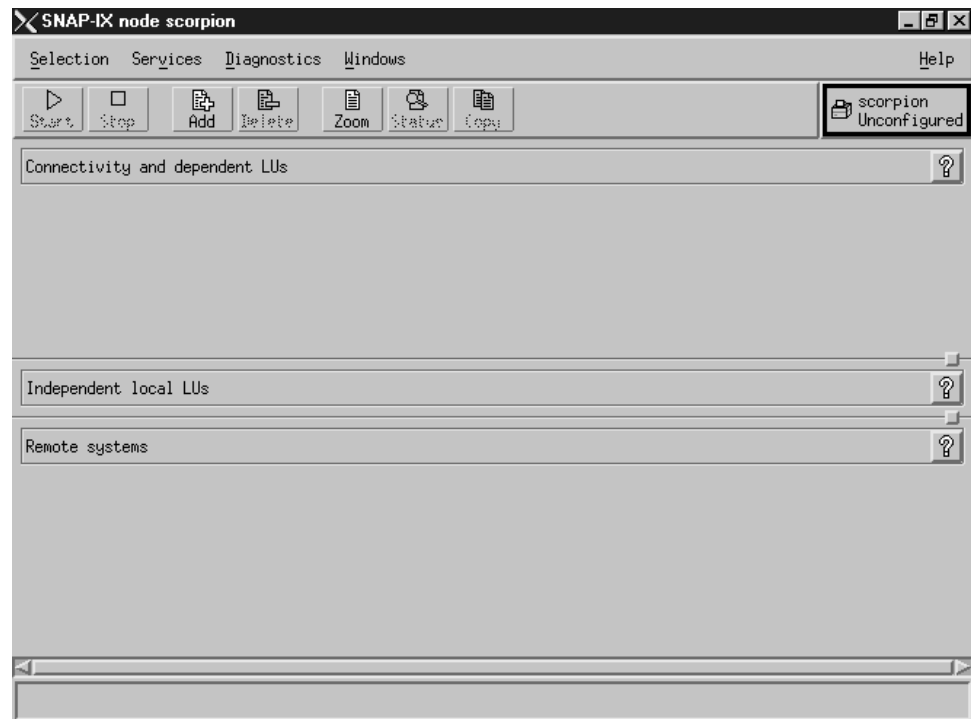 SNAP-IX node scorpion
Selection Services Diagnostics Windows Help
Start Stop Add Delete Zoom Status Copy
scorpion
Unconfigured
Connectivity and dependent LUs
Independent local LUs
Remote systems